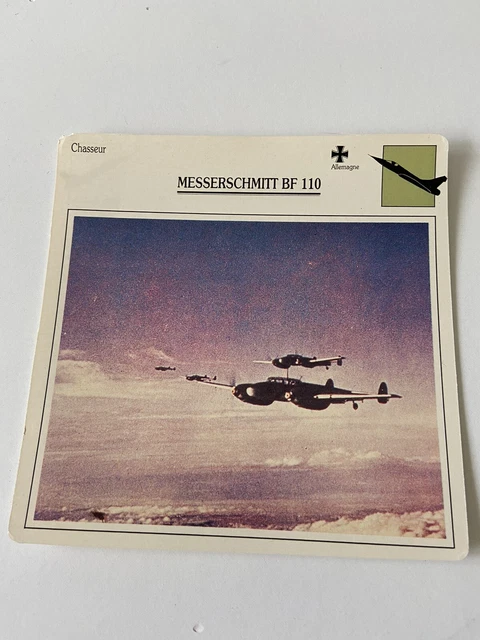 Chasseur
Allemagne
MESSERSCHMITT BF 110